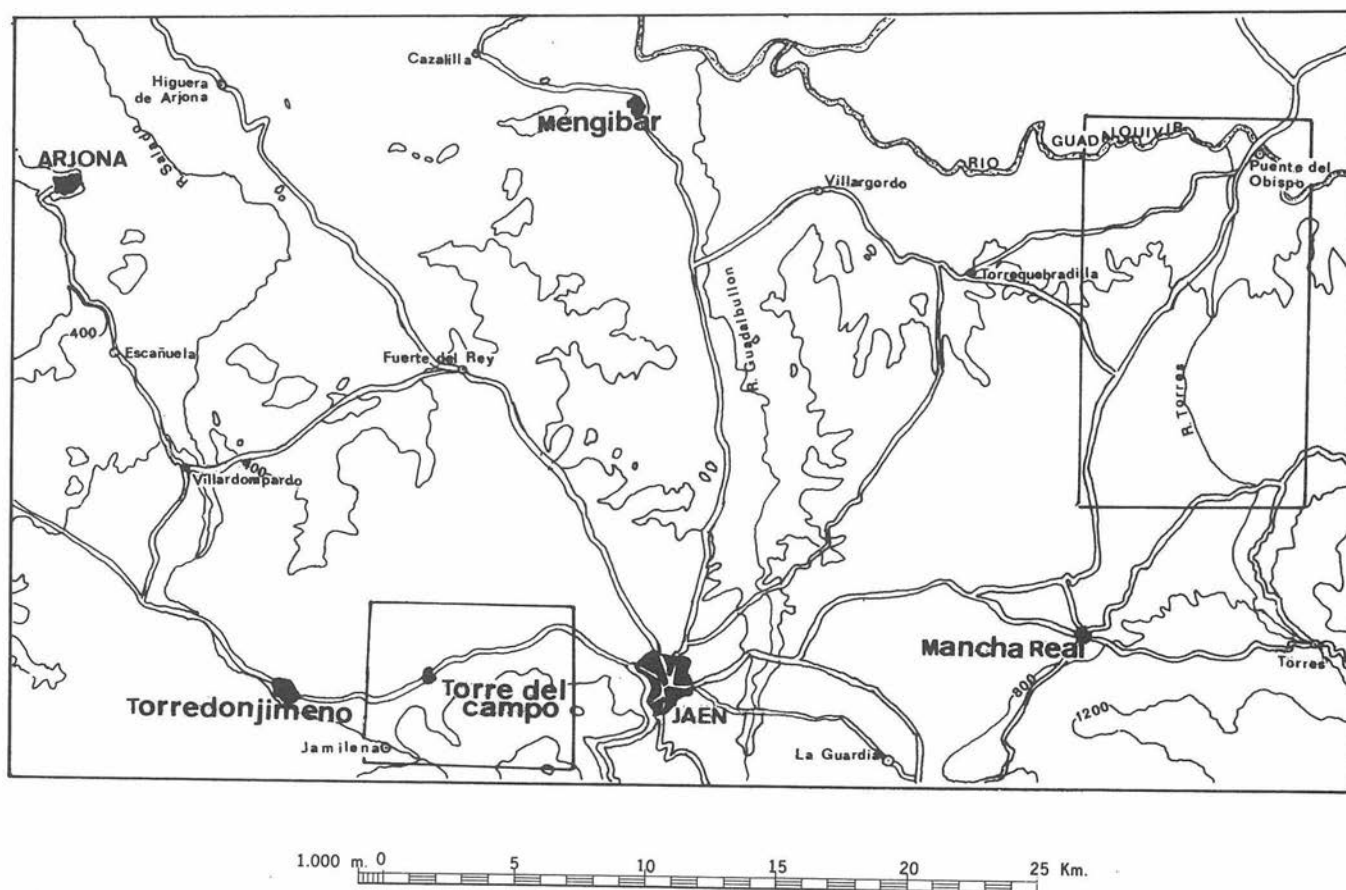 Cazalilla
Higuera
de Arjona
Mengibar
R. Salado
ARJONA
RIO
GUADALQUIVIR
Puente del
Obispo
Villargordo
Torrequebradilla
R. Guadalbullon
400
Escañuela
Fuerte del Rey
R. Torres
400
Villardompardo
Mancha Real
Torres
Torredonjimeno
Torre del
campo
JAEN
800
1200
Jamilena
La Guardia
1.000 m. 0 5 10 15 20 25 Km.